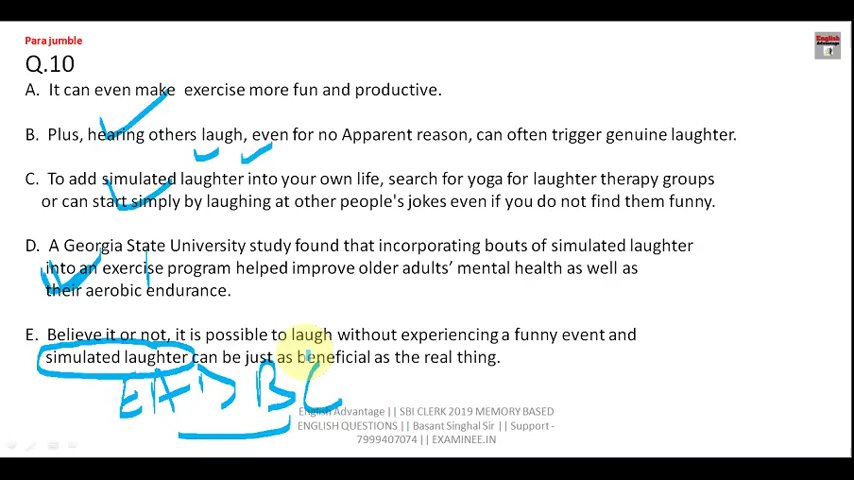 Para jumble
English
Advantage
Q.10
A. It can even make exercise more fun and productive.
B. Plus, hearing others laugh, even for no Apparent reason, can often trigger genuine laughter.
C. To add simulated laughter into your own life, search for yoga for laughter therapy groups
or can start simply by laughing at other people's jokes even if you do not find them funny.
D. A Georgia State University study found that incorporating bouts of simulated laughter
into an exercise program helped improve older adults’ mental health as well as
their aerobic endurance.
E. Believe it or not, it is possible to laugh without experiencing a funny event and
simulated laughter can be just as beneficial as the real thing.
EADBC
English Advantage || SBI CLERK 2019 MEMORY BASED
ENGLISH QUESTIONS || Basant Singhal Sir || Support -
7999407074 || EXAMINEE.IN